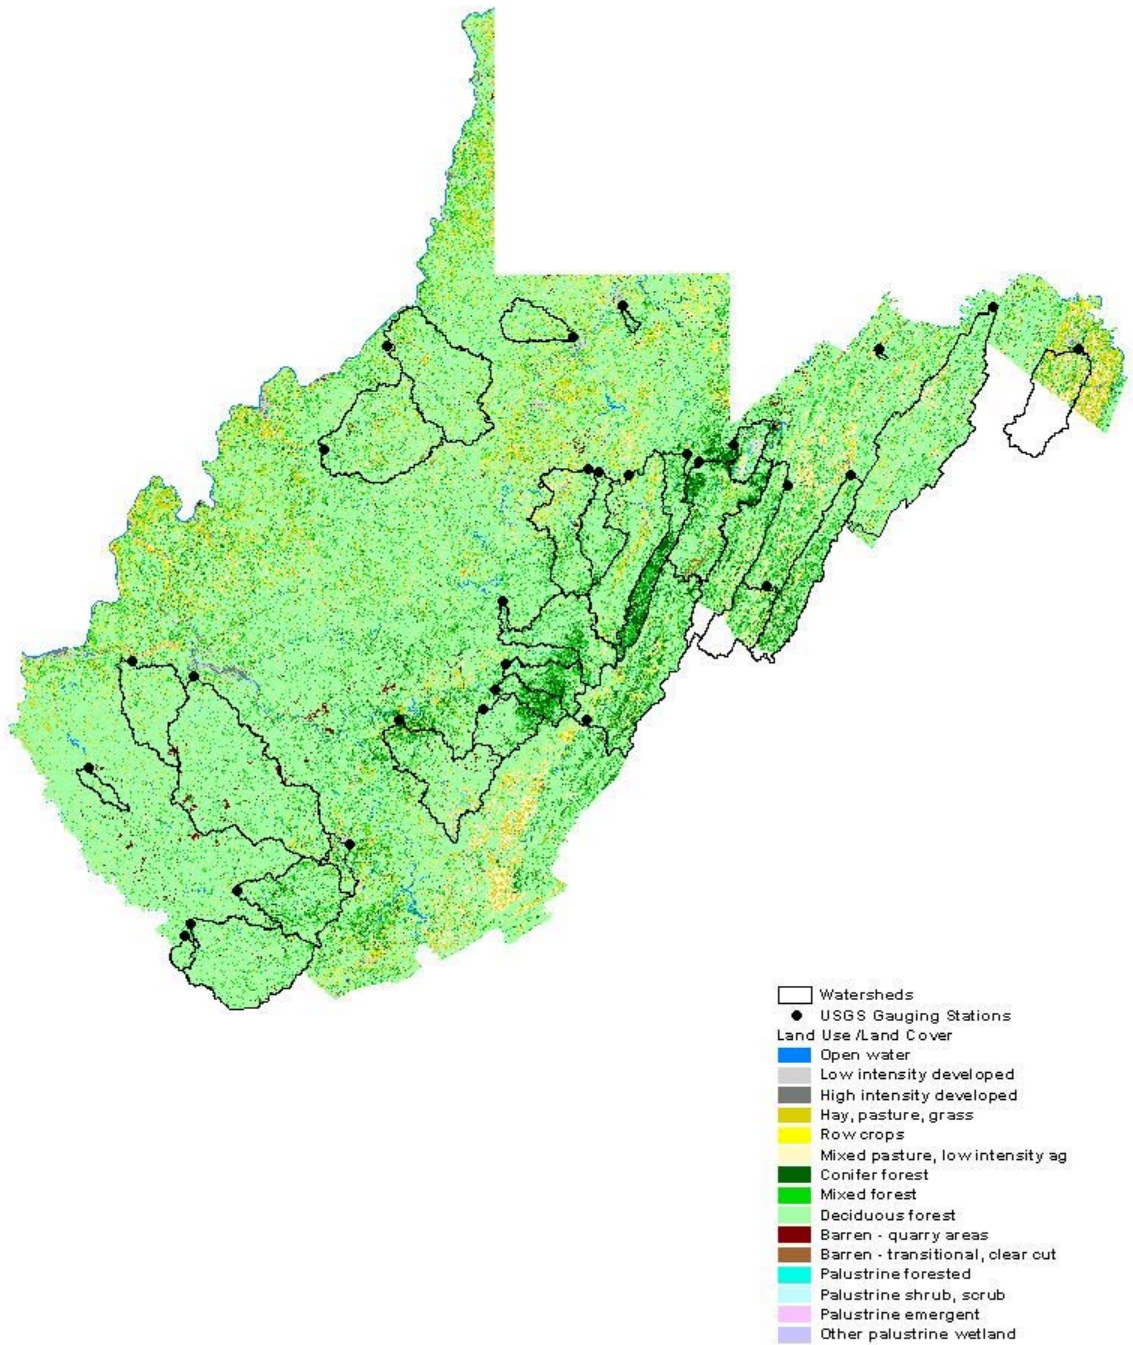 Watersheds
USGS Gauging Stations
Land Use/Land Cover
Open water
Low intensity developed
High intensity developed
Hay, pasture, grass
Row crops
Mixed pasture, low intensity ag
Conifer forest
Mixed forest
Deciduous forest
Barren - quarry areas
Barren - transitional, clear cut
Palustrine forested
Palustrine shrub, scrub
Palustrine emergent
Other palustrine wetland